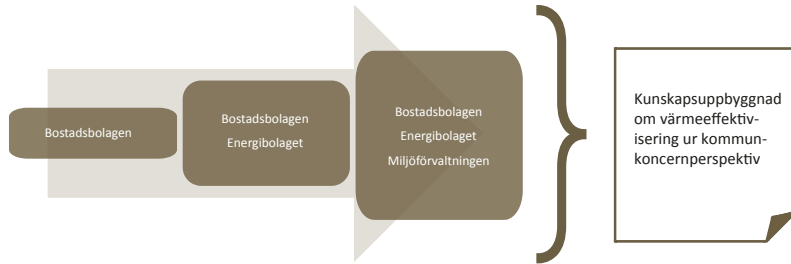 Bostadsbolagen
Bostadsbolagen
Energibolaget
Bostadsbolagen
Energibolaget
Miljöförvaltningen
Kunskapsuppbyggnad
om värmeeffektiv-
isering ur kommun-
koncernperspektiv